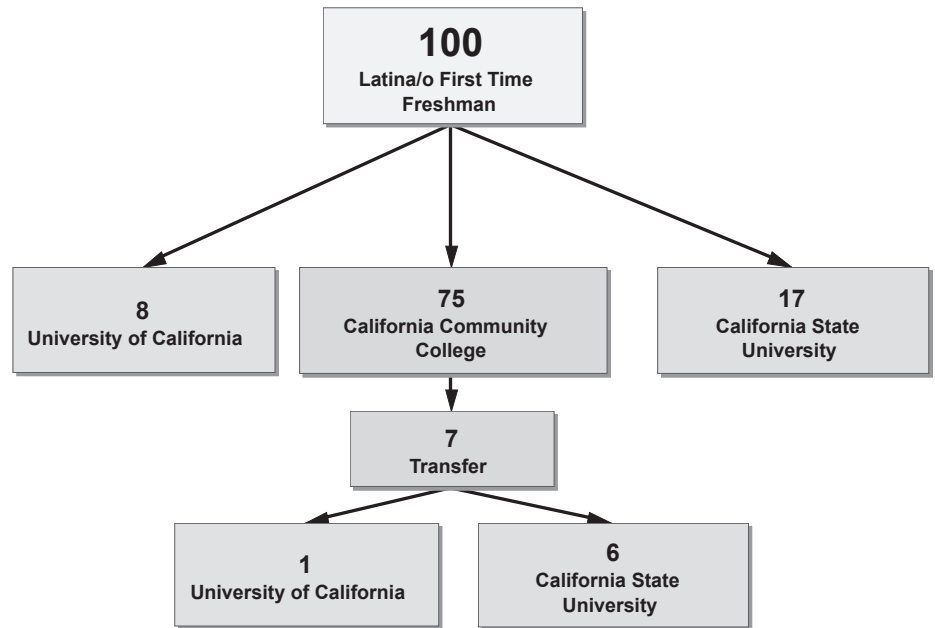 100
Latina/o First Time
Freshman
8
University of California
75
California Community
College
17
California State
University
7
Transfer
1
University of California
6
California State
University